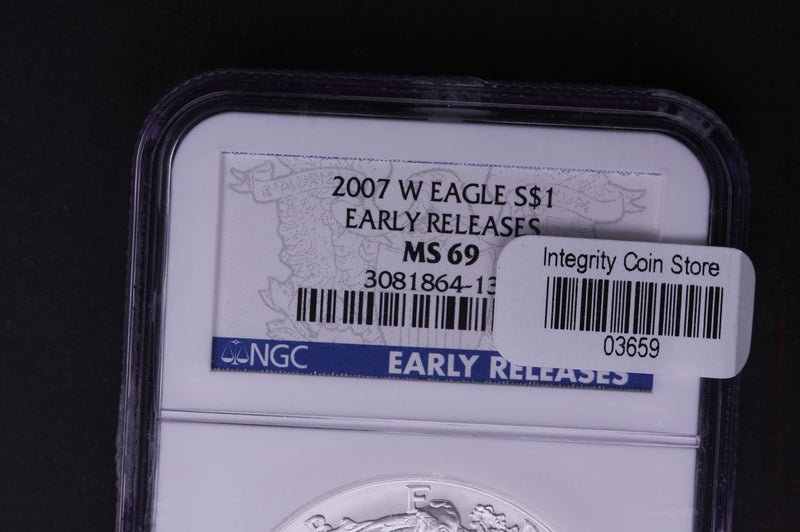 2007 W EAGLE S$1
EARLY RELEASES
MS 69
3081864-13
NGC
EARLY RELEASES
Integrity Coin Store
03659